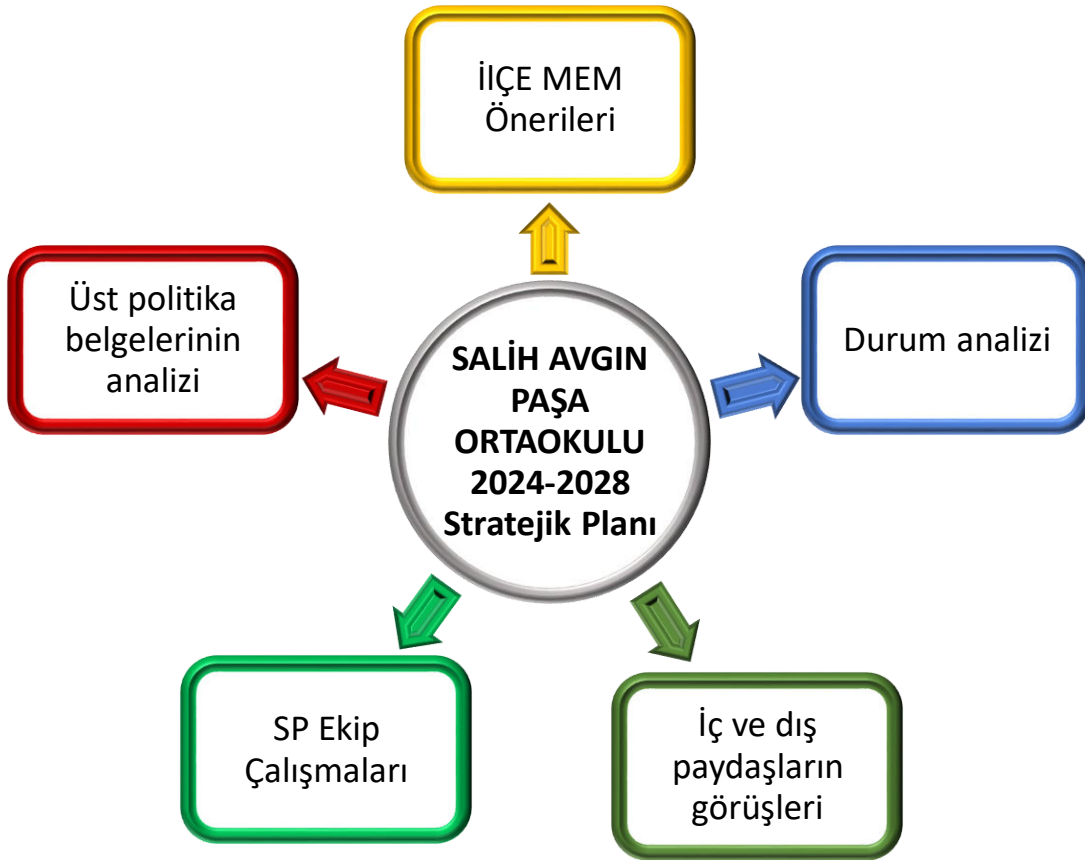 İlÇE MEM
Önerileri
Üst politika
belgelerinin
analizi
SALİH AVGIN
PAŞA
ORTAOKULU
2024-2028
Stratejik Planı
Durum analizi
SP Ekip
Çalışmaları
İç ve dış
paydaşların
görüşleri